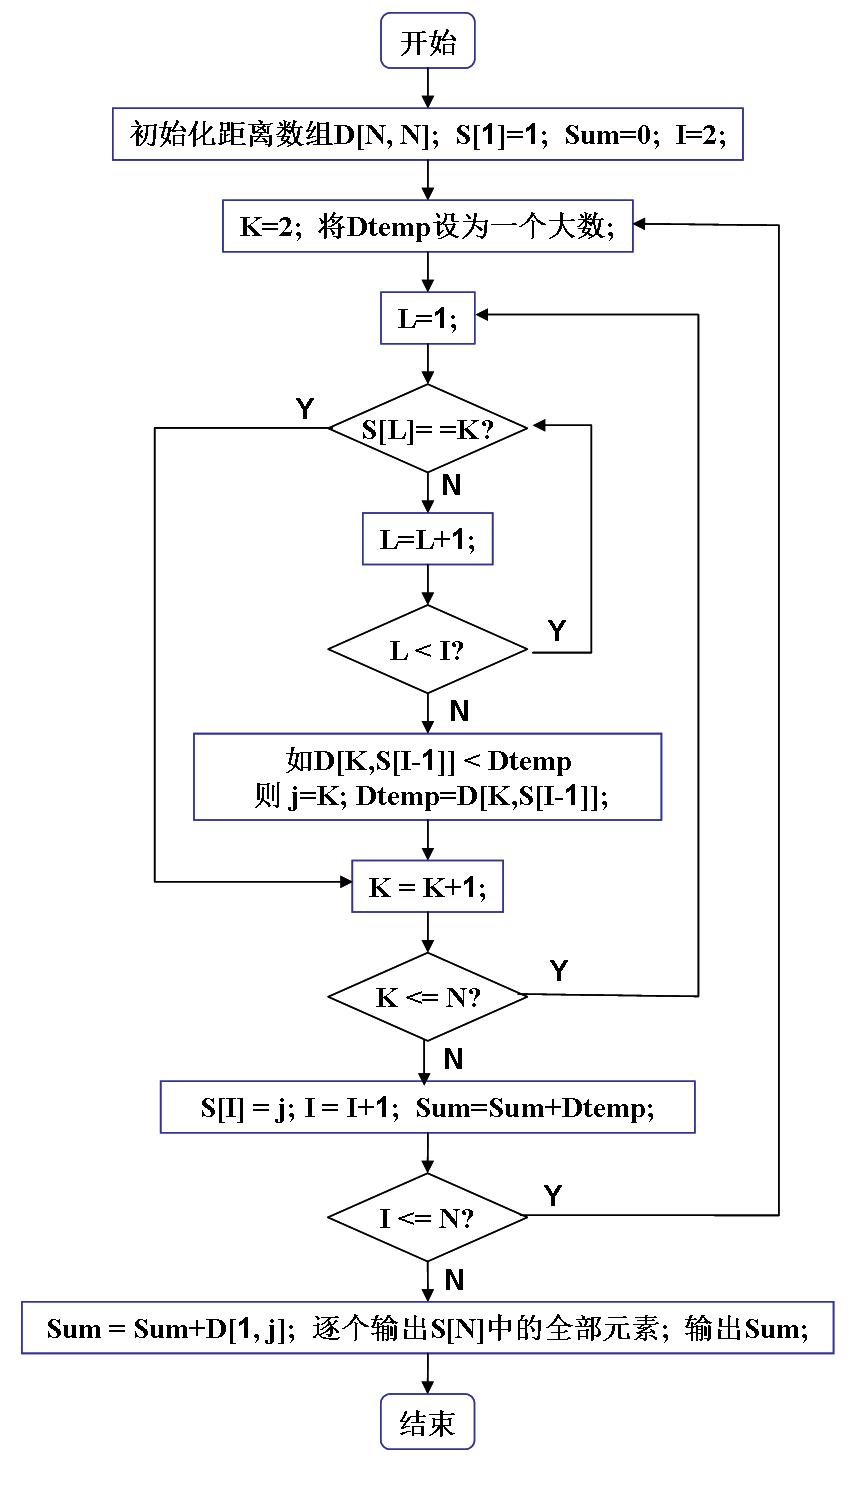 开始
初始化距离数组D[N, N];  S[1]=1;  Sum=0;  I=2;
K=2;  将Dtemp设为一个大数;
L=1;
Y
S[L]= =K?
N
L=L+1;
Y
L < I?
N
如D[K,S[I-1]] < Dtemp
则 j=K; Dtemp=D[K,S[I-1]];
K = K+1;
Y
K <= N?
N
S[I] = j; I = I+1;  Sum=Sum+Dtemp;
Y
I <= N?
N
Sum = Sum+D[1, j];  逐个输出S[N]中的全部元素;  输出Sum;
结束